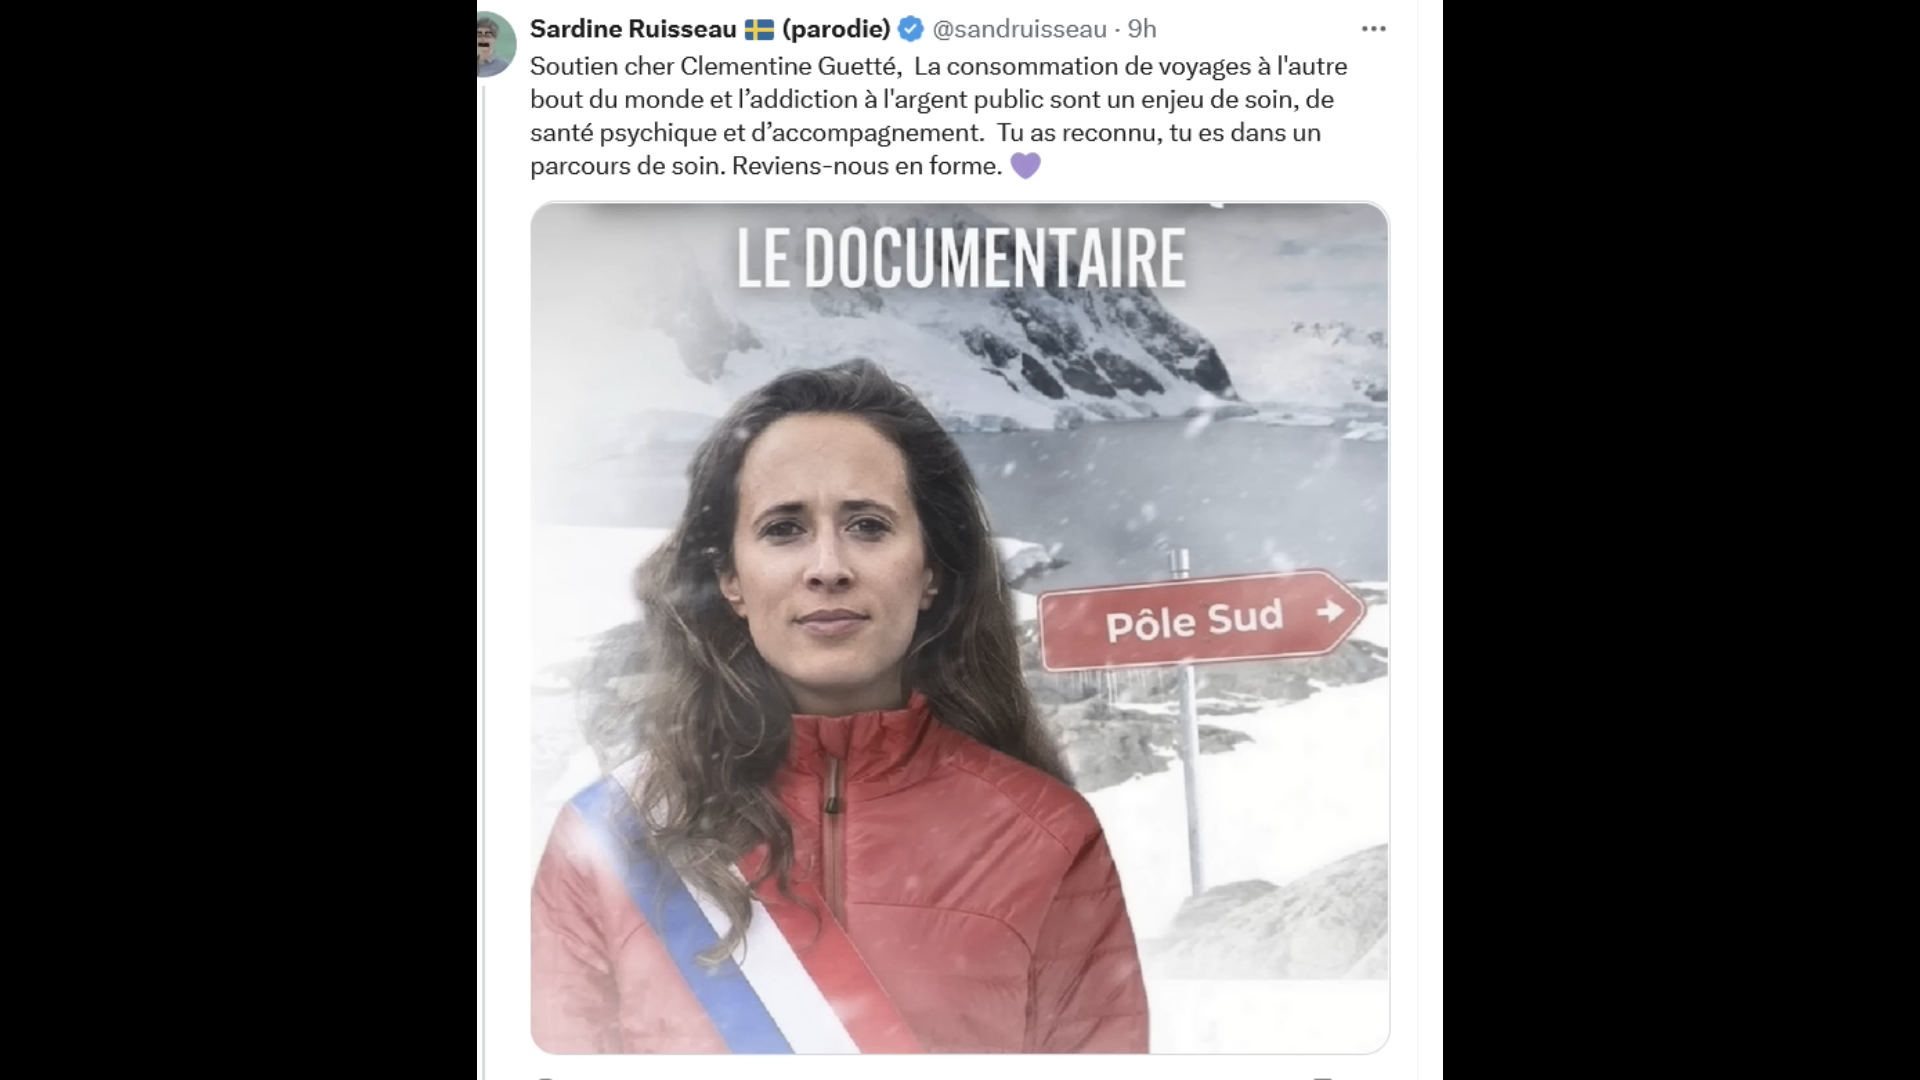 Sardine Ruisseau 🇸🇪 (parodie) @sandruisseau · 9h
Soutien cher Clementine Guetté,  La consommation de voyages à l'autre
bout du monde et l’addiction à l'argent public sont un enjeu de soin, de
santé psychique et d’accompagnement.  Tu as reconnu, tu es dans un
parcours de soin. Reviens-nous en forme. 💜
LE DOCUMENTAIRE
Pôle Sud